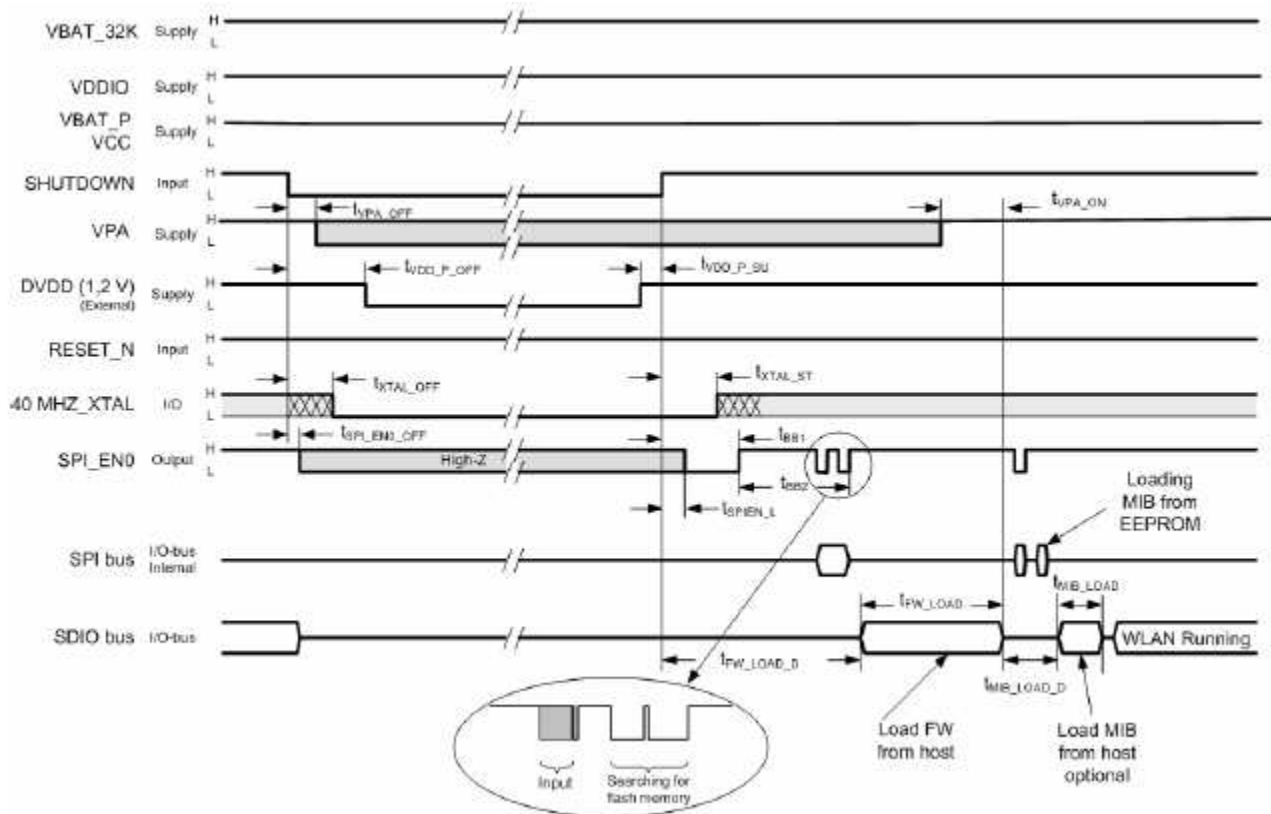 VBAT_32K Supply H
L
VDDIO Supply H
L
VBAT_P
VCC Supply H
L
SHUTDOWN Input H
L
tVPA_OFF tVPA_ON
VPA Supply H
L
tVDD_P_OFF tVDD_P_SU
DVDD (1,2 V)
(External) Supply H
L
RESET_N Input H
L
tXTAL_OFF tXTAL_ST
40 MHZ_XTAL I/O H
L
tSPI_EN0_OFF tBB1
SPI_EN0 Output H
L
High-Z
tBB2
tSPIEN_L
Loading
MIB from
EEPROM
SPI bus I/O-bus
Internal
tFW_LOAD tMIB_LOAD
SDIO bus I/O-bus WLAN Running
tFW_LOAD_D tMIB_LOAD_D
Load FW
from host
Load MIB
from host
optional
Input
Searching for
flash memory